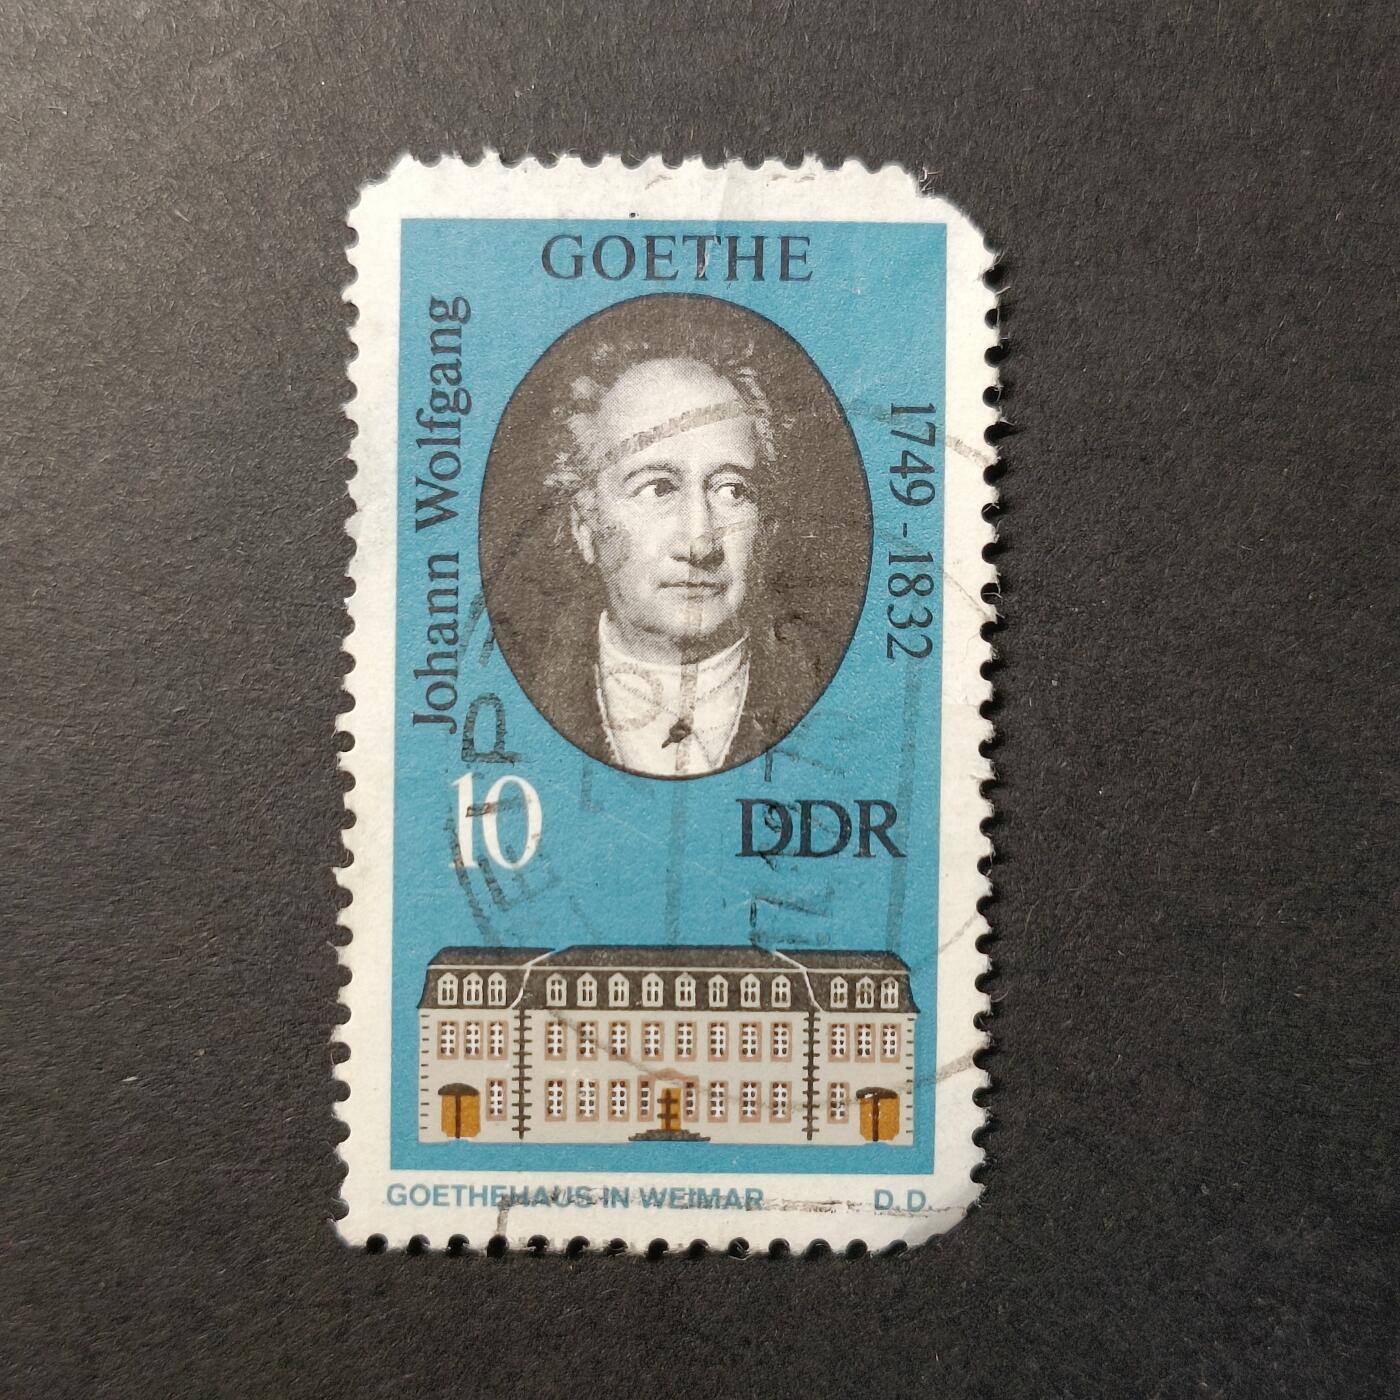 GOETHE
Johann Wolfgang
1749-1832
10
DDR
GOETHEHAUS IN WEIMAR
D.D.